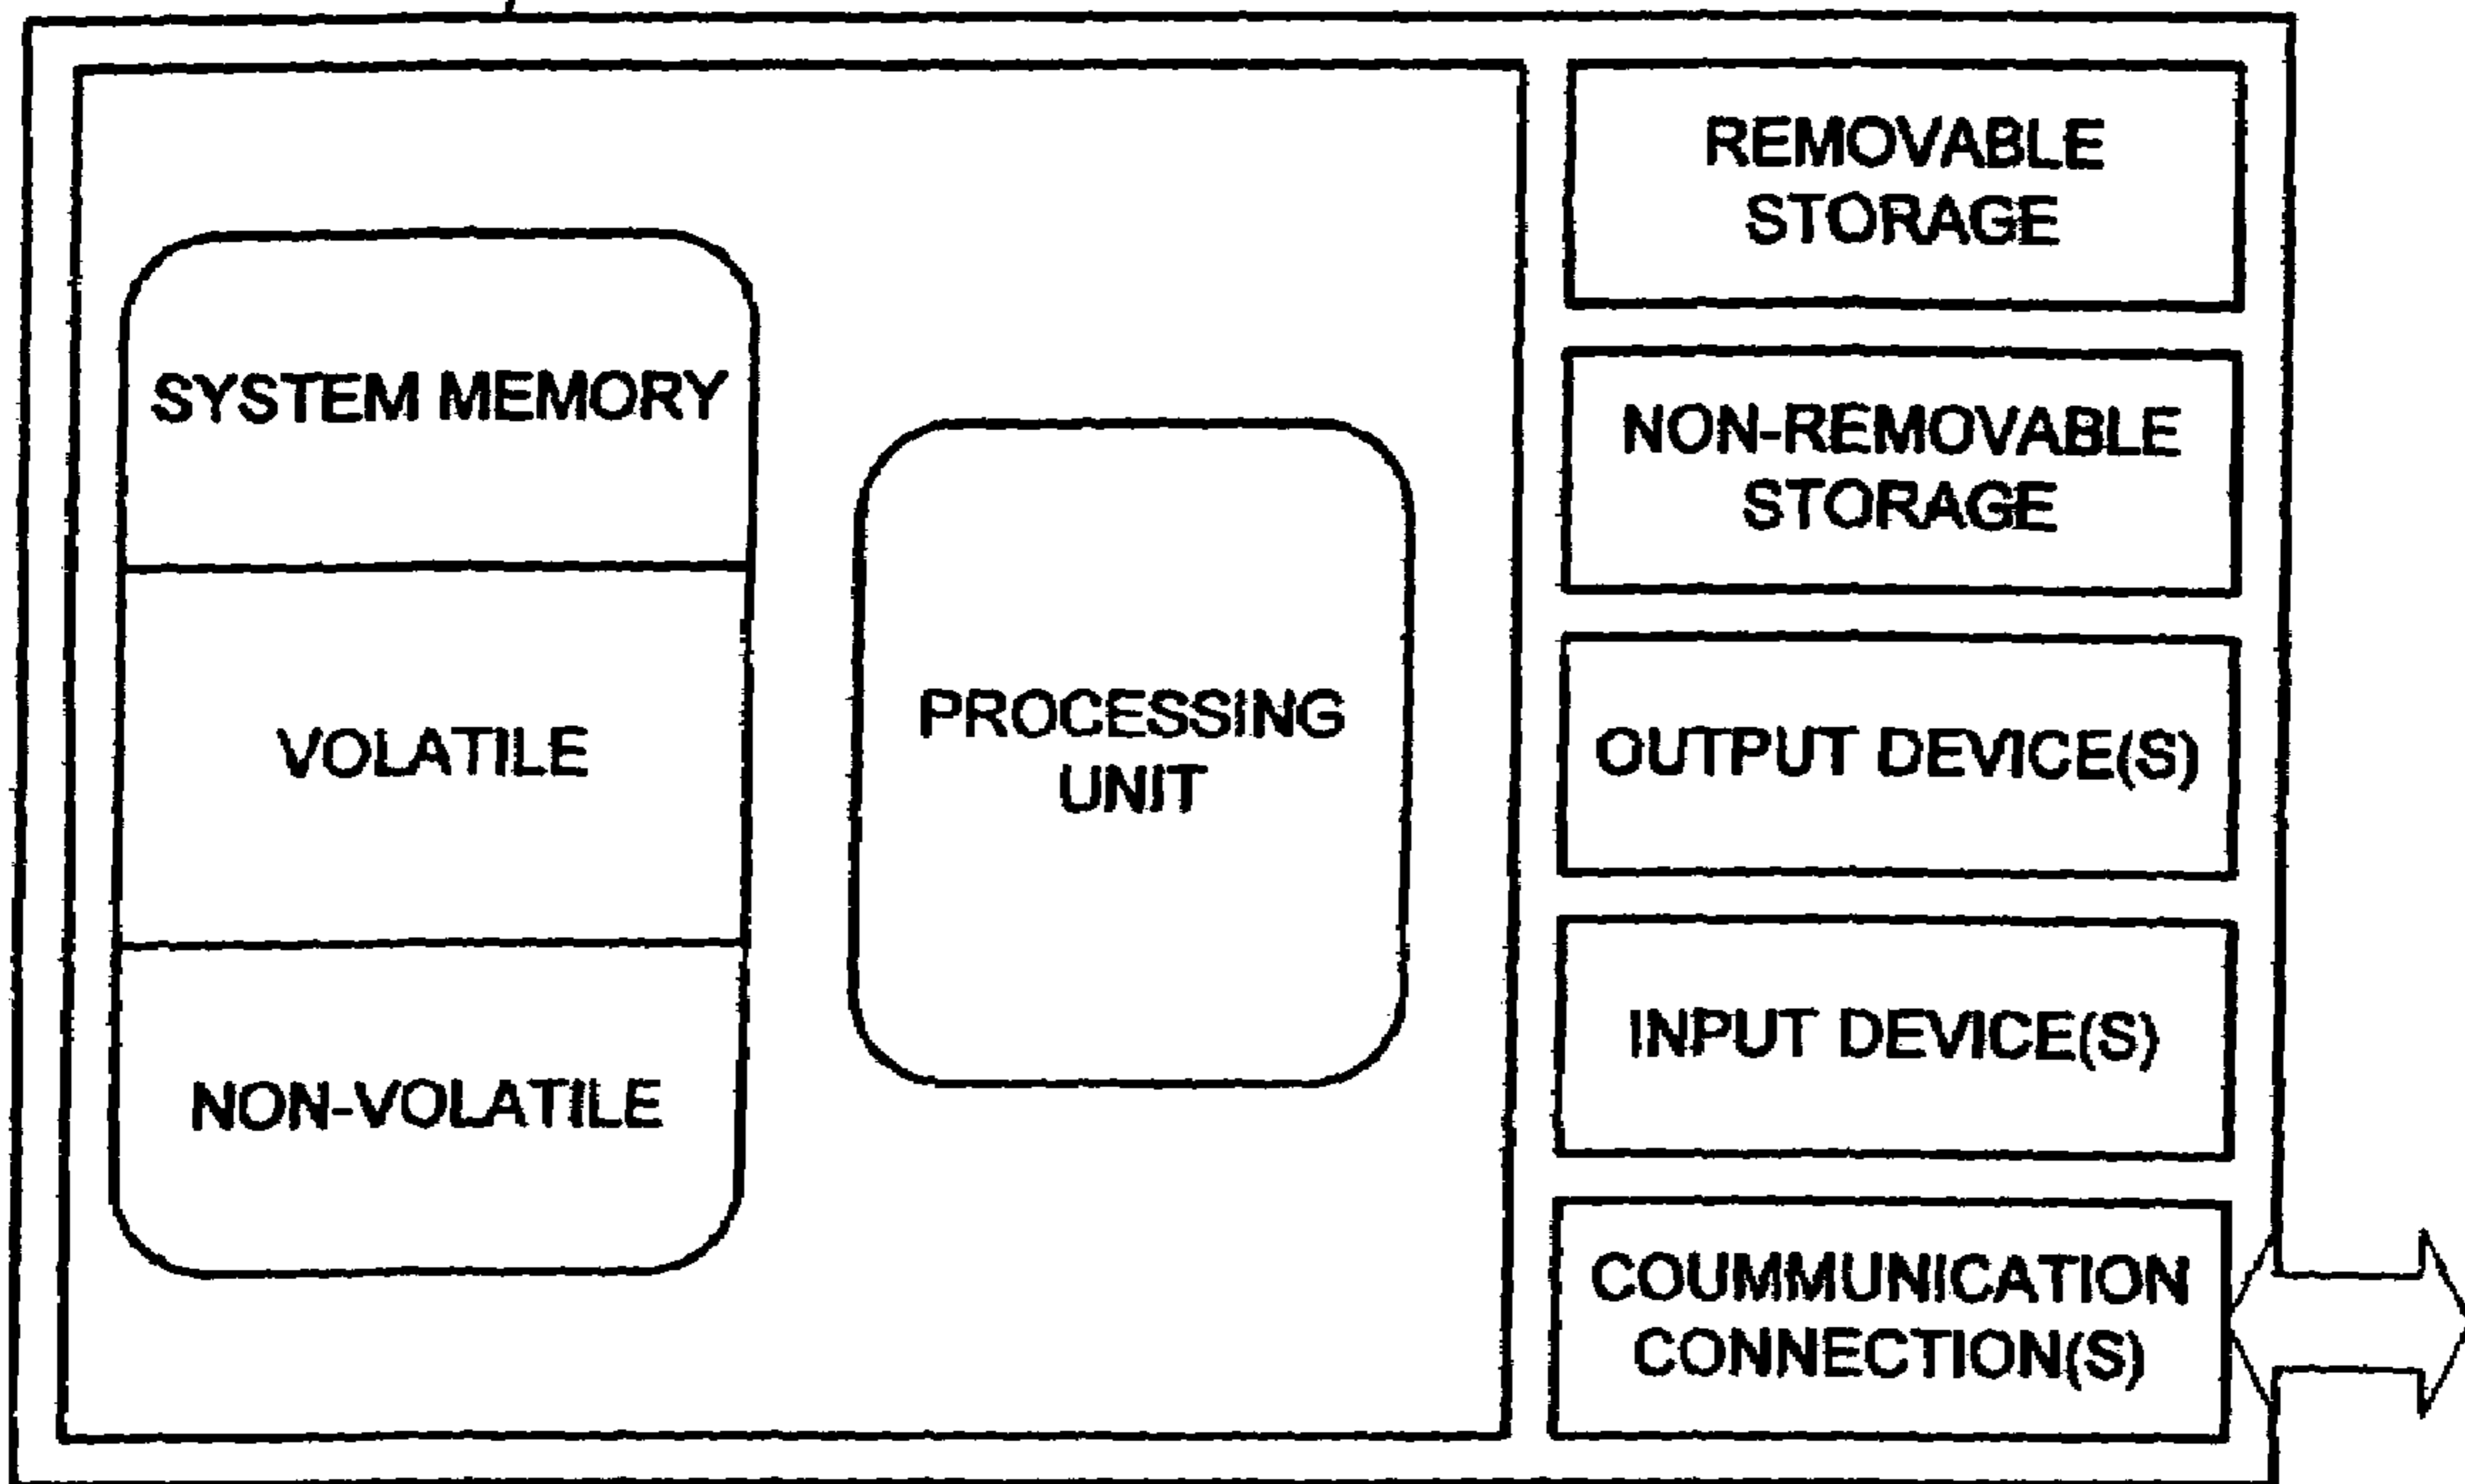 SYSTEM MEMORY
VOLATILE
NON-VOLATILE
PROCESSING
UNIT
REMOVABLE
STORAGE
NON-REMOVABLE
STORAGE
OUTPUT DEVICE(S)
INPUT DEVICE(S)
COUMMUNICATION
CONNECTION(S)